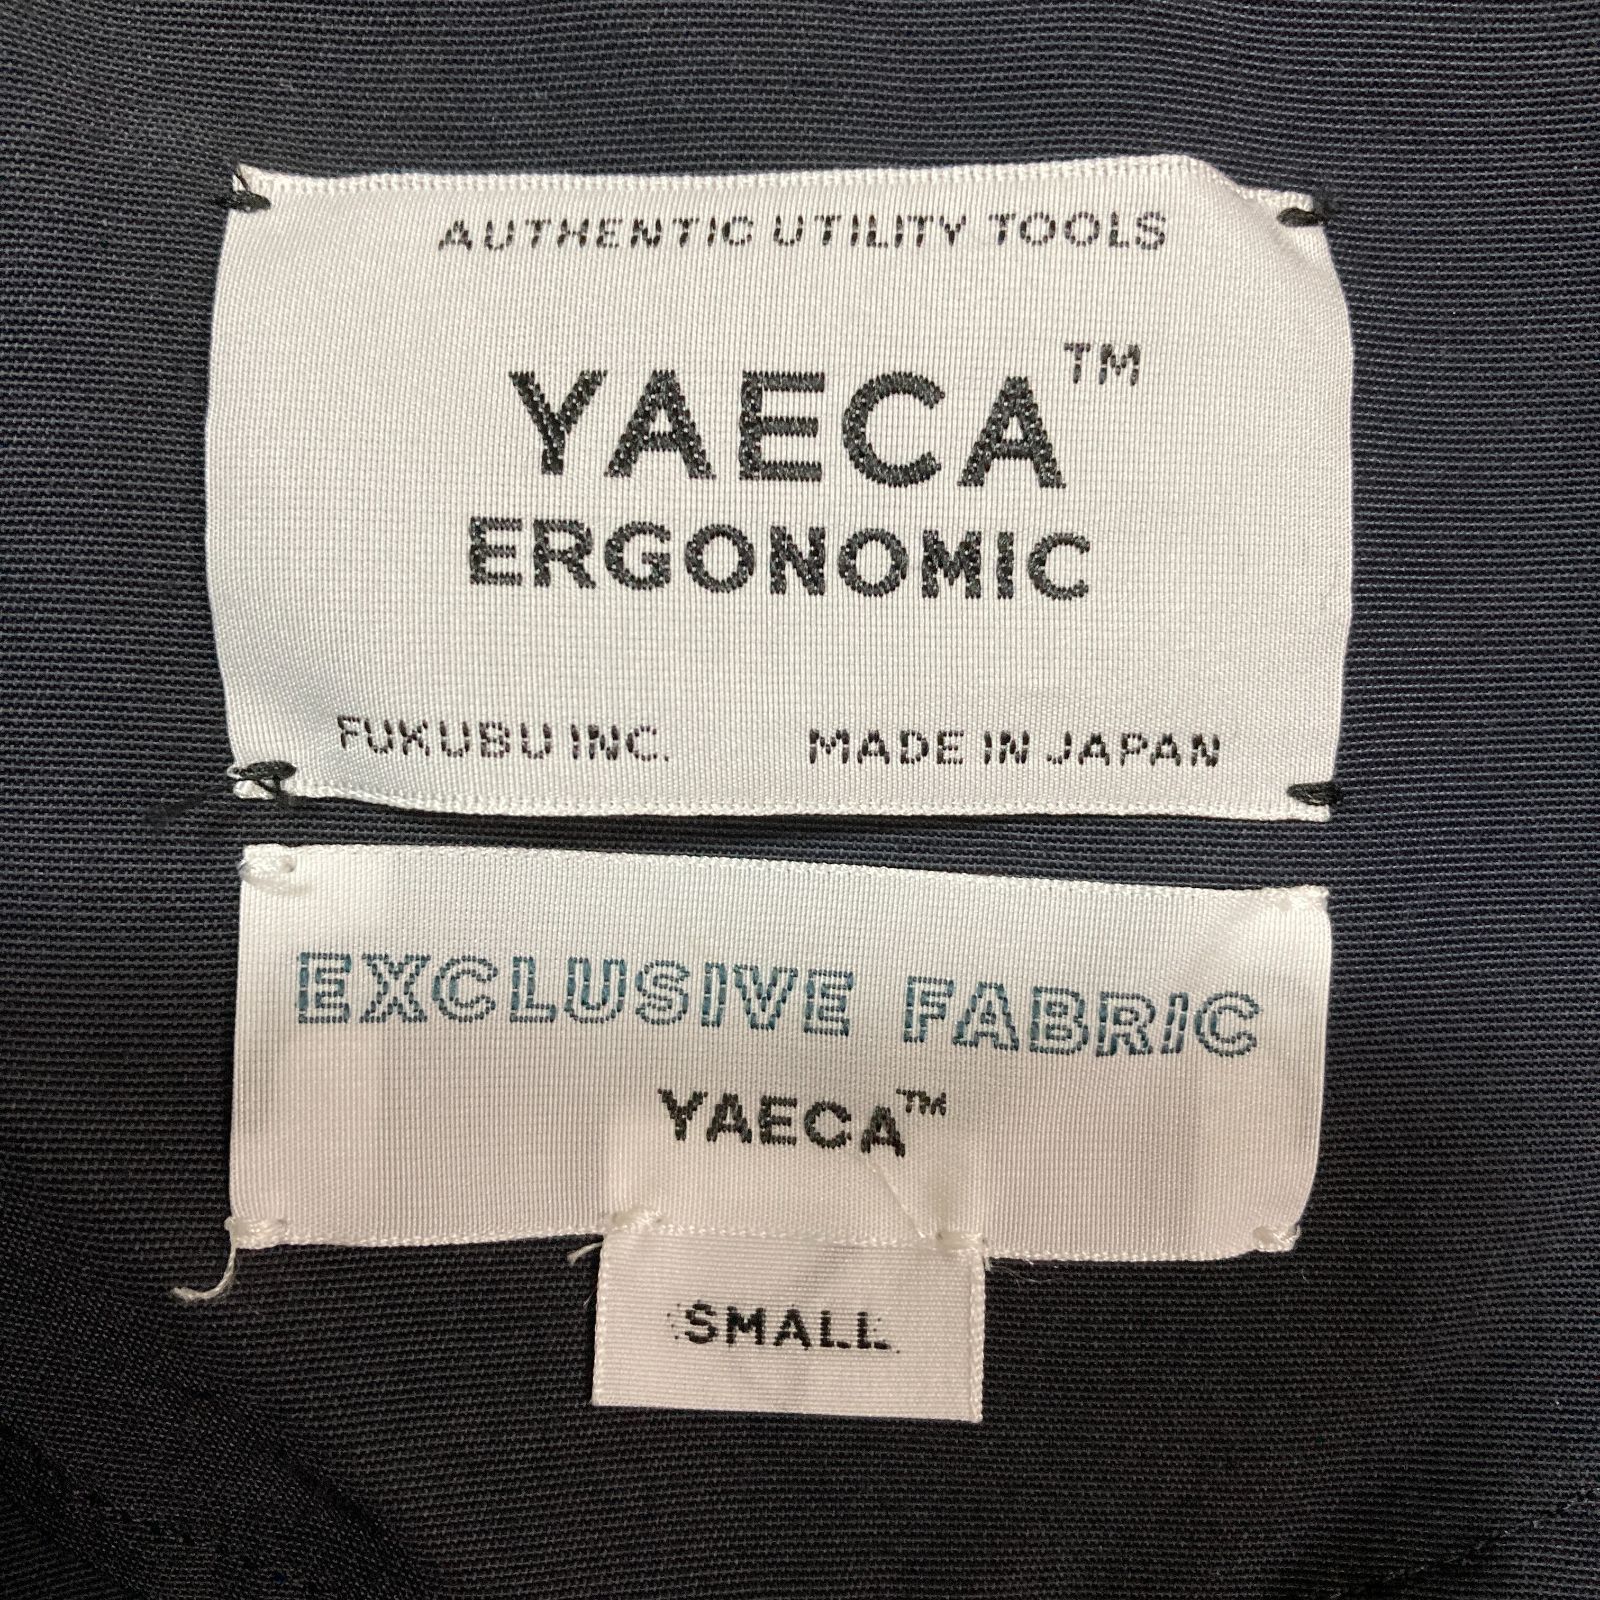 AUTHENTIC UTILITY TOOLS
YAECA™
ERGONOMIC
FUKUBU INC. MADE IN JAPAN
EXCLUSIVE FABRIC
YAECA™
SMALL